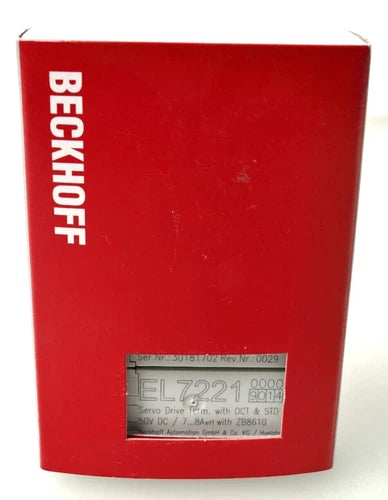 BECKHOFF
Ser Nr.: 30181702 Rev.Nr.:0029
EL7221 0000
9014
Servo Drive Term. with OCT & STO
50V DC / 7...8Aeff with ZB8610
Beckhoff Automation GmbH & Co. KG /